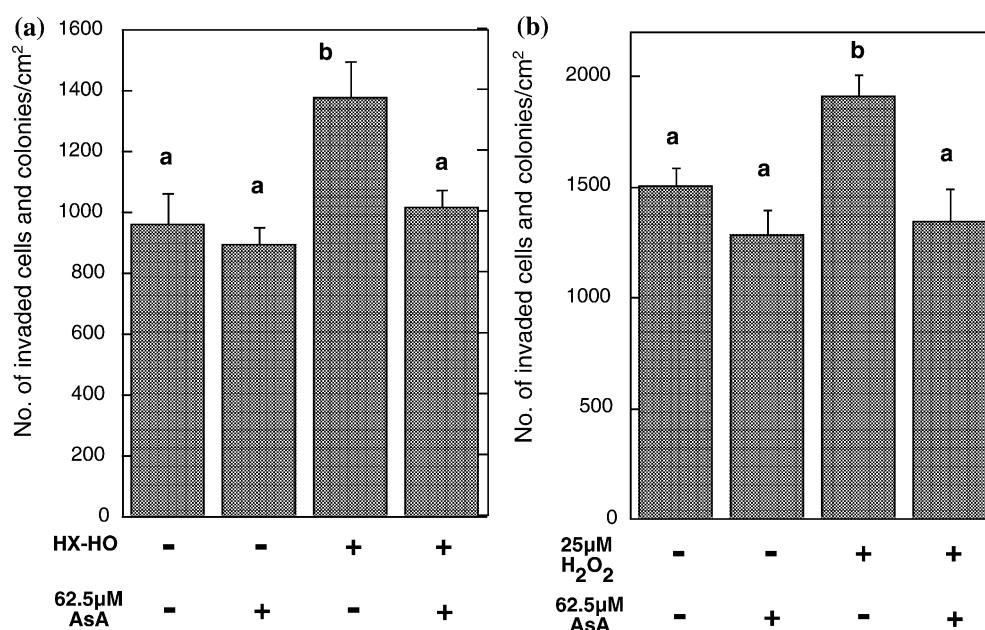 (a)
No. of invaded cells and colonies/cm²
1600
1400
1200
1000
800
600
400
200
0
a
a
b
a
HX-HO - - + +
62.5µM
AsA - + - +
(b)
No. of invaded cells and colonies/cm²
2000
1500
1000
500
0
a
a
b
a
25µM
H₂O₂ - - + +
62.5µM
AsA - + - +